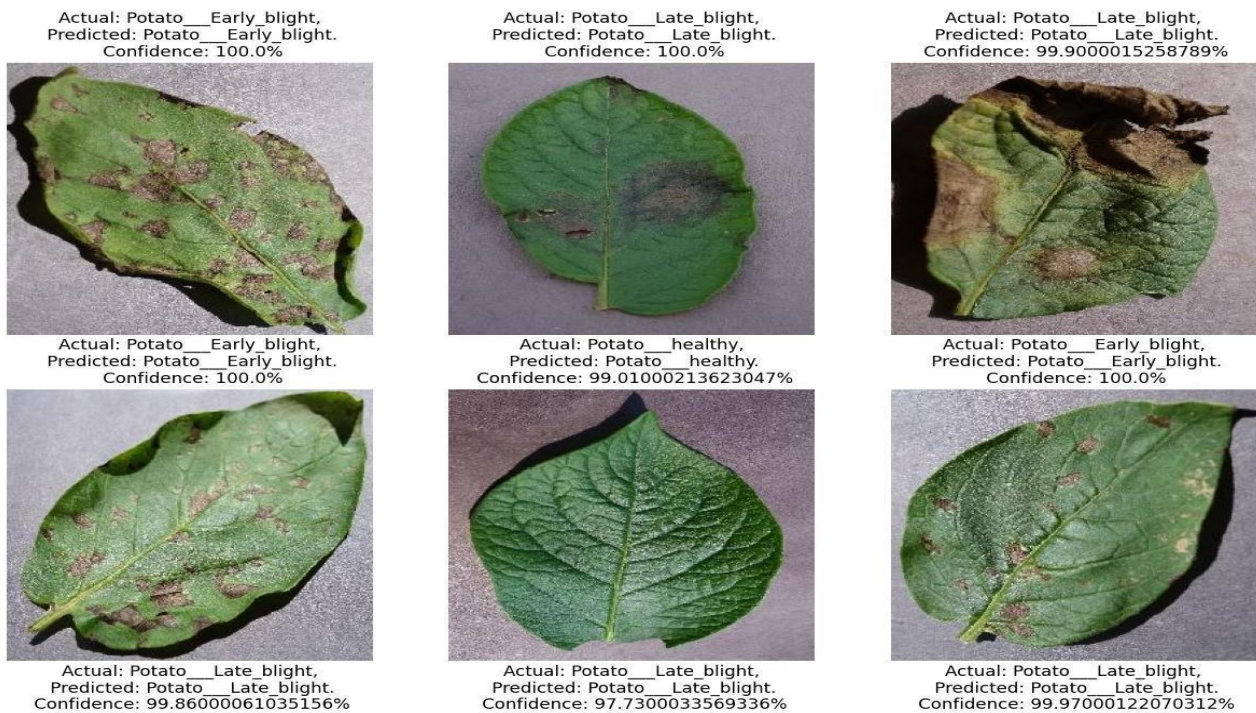 Actual: Potato___Early_blight,
Predicted: Potato___Early_blight.
Confidence: 100.0%
Actual: Potato___Late_blight,
Predicted: Potato___Late_blight.
Confidence: 100.0%
Actual: Potato___Late_blight,
Predicted: Potato___Late_blight.
Confidence: 99.9000015258789%
Actual: Potato___Early_blight,
Predicted: Potato___Early_blight.
Confidence: 100.0%
Actual: Potato___healthy,
Predicted: Potato___healthy.
Confidence: 99.01000213623047%
Actual: Potato___Early_blight,
Predicted: Potato___Early_blight.
Confidence: 100.0%
Actual: Potato___Late_blight,
Predicted: Potato___Late_blight.
Confidence: 99.86000061035156%
Actual: Potato___Late_blight,
Predicted: Potato___Late_blight.
Confidence: 97.7300033569336%
Actual: Potato___Late_blight,
Predicted: Potato___Late_blight.
Confidence: 99.97000122070312%